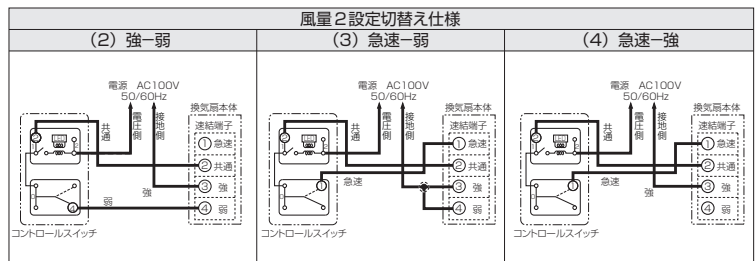 風量2設定切替え仕様
(2) 強−弱
(3) 急速−弱
(4) 急速−強
電源 AC100V
50/60Hz
換気扇本体
速結端子
共通
電圧側
接地側
① 急速
② 共通
③ 強
④ 弱
強
弱
コントロールスイッチ
電源 AC100V
50/60Hz
換気扇本体
速結端子
共通
電圧側
接地側
① 急速
② 共通
③ 強
④ 弱
急速
コントロールスイッチ
電源 AC100V
50/60Hz
換気扇本体
速結端子
共通
電圧側
接地側
① 急速
② 共通
③ 強
④ 弱
急速
強
コントロールスイッチ